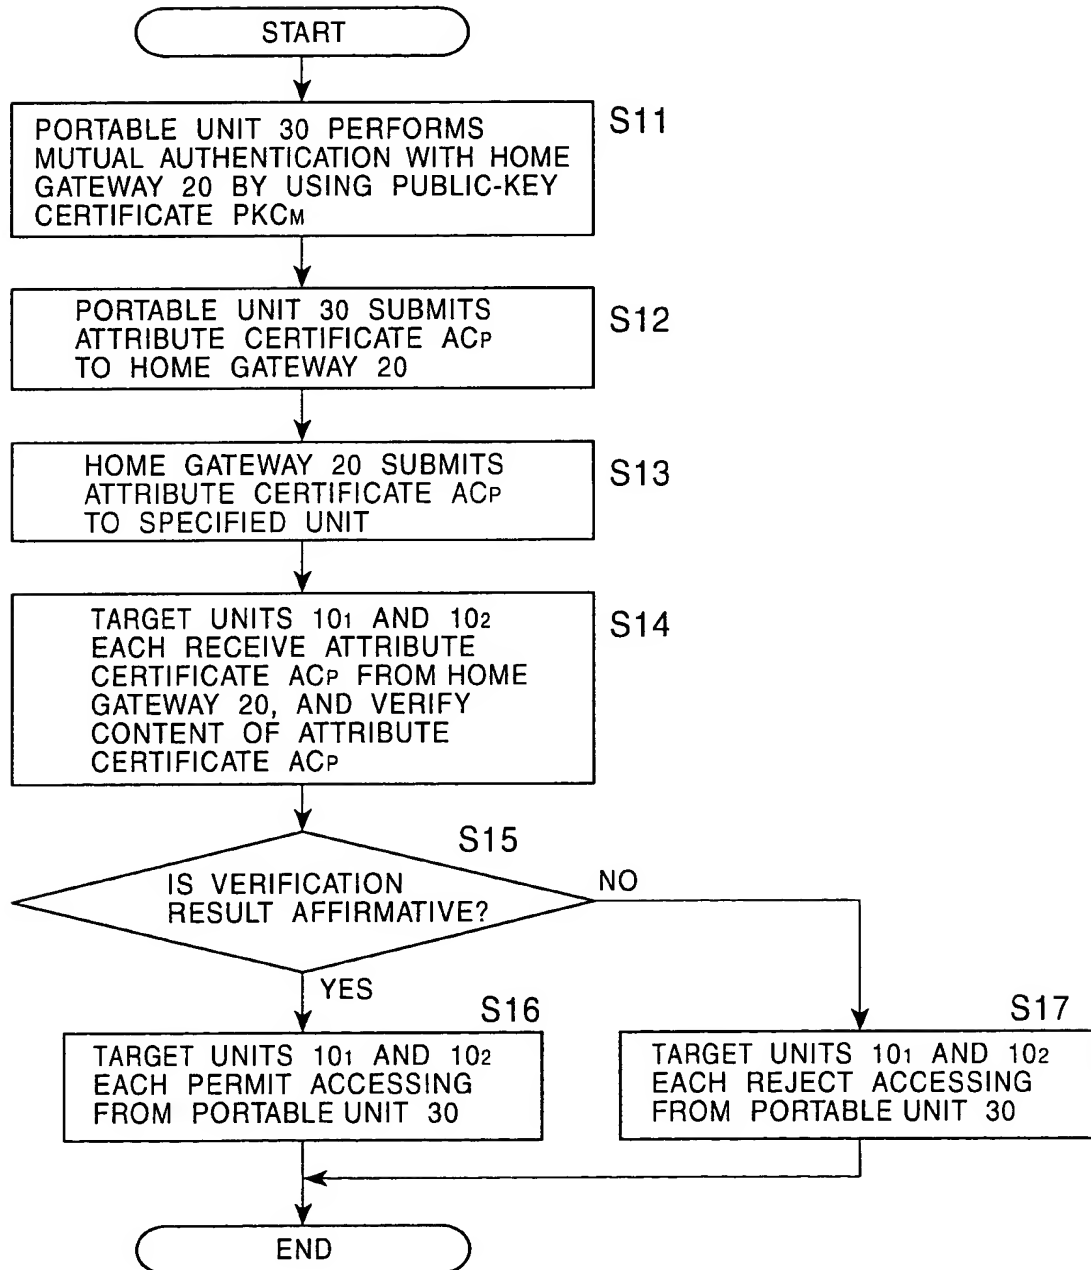 START
S11
PORTABLE UNIT 30 PERFORMS
MUTUAL AUTHENTICATION WITH HOME
GATEWAY 20 BY USING PUBLIC-KEY
CERTIFICATE PKCM
S12
PORTABLE UNIT 30 SUBMITS
ATTRIBUTE CERTIFICATE ACP
TO HOME GATEWAY 20
S13
HOME GATEWAY 20 SUBMITS
ATTRIBUTE CERTIFICATE ACP
TO SPECIFIED UNIT
S14
TARGET UNITS 101 AND 102
EACH RECEIVE ATTRIBUTE
CERTIFICATE ACP FROM HOME
GATEWAY 20, AND VERIFY
CONTENT OF ATTRIBUTE
CERTIFICATE ACP
S15
IS VERIFICATION
RESULT AFFIRMATIVE?
NO
YES
S16
TARGET UNITS 101 AND 102
EACH PERMIT ACCESSING
FROM PORTABLE UNIT 30
S17
TARGET UNITS 101 AND 102
EACH REJECT ACCESSING
FROM PORTABLE UNIT 30
END